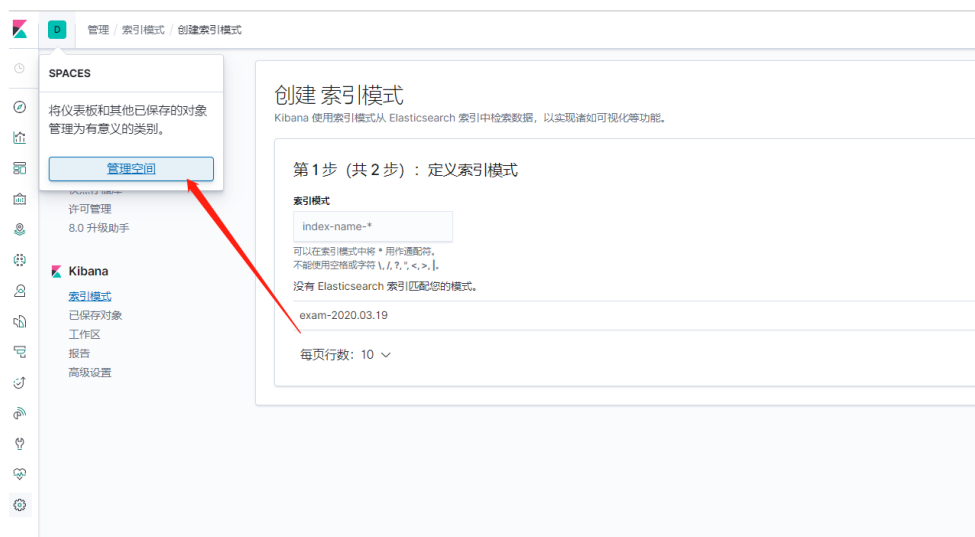 D 管理 / 索引模式 / 创建索引模式
SPACES
将仪表板和其他已保存的对象
管理为有意义的类别。
管理空间
许可管理
8.0 升级助手
Kibana
索引模式
已保存对象
工作区
报告
高级设置
创建 索引模式
Kibana 使用索引模式从 Elasticsearch 索引中检索数据，以实现诸如可视化等功能。
第 1 步（共 2 步）：定义索引模式
索引模式
index-name-*
可以在索引模式中将 * 用作通配符。
不能使用空格或字符 \, /, ?, ", <, >, |。
没有 Elasticsearch 索引匹配您的模式。
exam-2020.03.19
每页行数：10